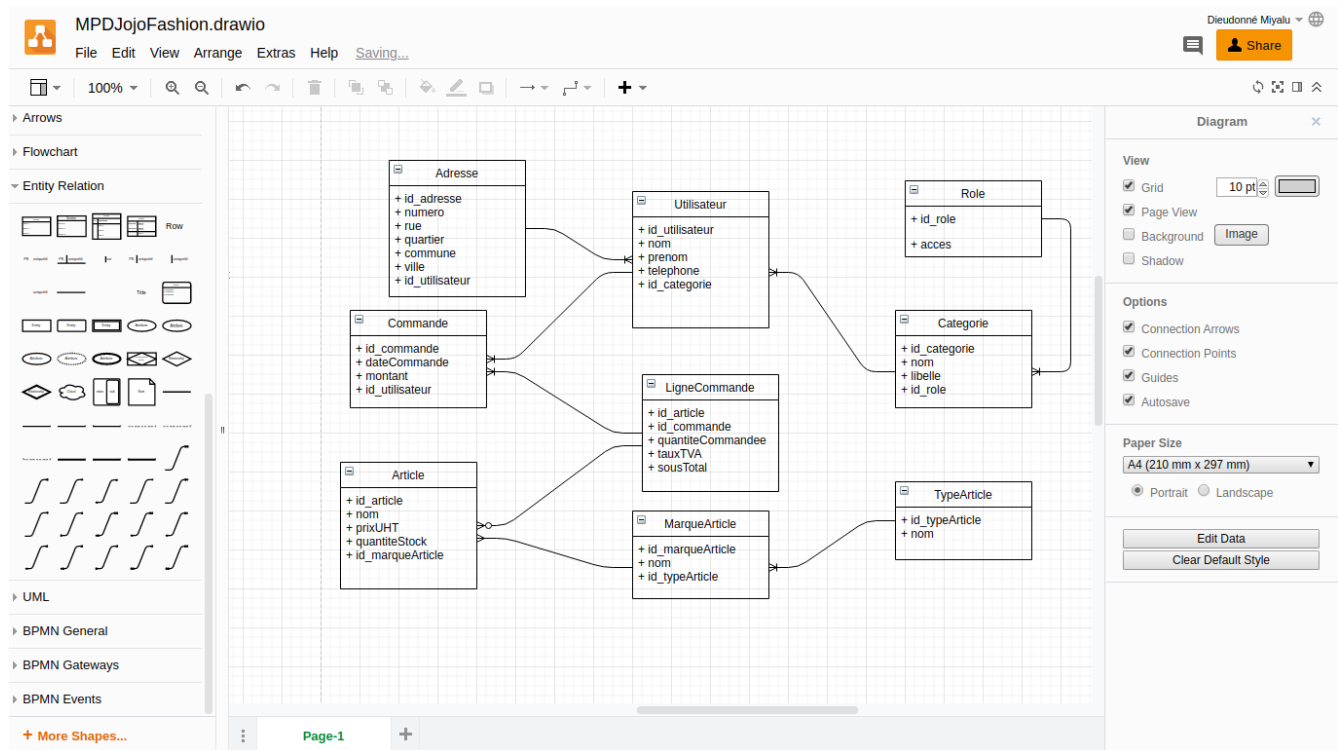 MPDJojoFashion.drawio
Dieudonné Miyalu
File Edit View Arrange Extras Help Saving...
Share
100%
Arrows
Flowchart
Entity Relation
Row
Title
UML
BPMN General
BPMN Gateways
BPMN Events
+ More Shapes...
Adresse
+ id_adresse
+ numero
+ rue
+ quartier
+ commune
+ ville
+ id_utilisateur
Utilisateur
+ id_utilisateur
+ nom
+ prenom
+ telephone
+ id_categorie
Role
+ id_role
+ acces
Commande
+ id_commande
+ dateCommande
+ montant
+ id_utilisateur
Categorie
+ id_categorie
+ nom
+ libelle
+ id_role
LigneCommande
+ id_article
+ id_commande
+ quantiteCommandee
+ tauxTVA
+ sousTotal
Article
+ id_article
+ nom
+ prixUHT
+ quantiteStock
+ id_marqueArticle
MarqueArticle
+ id_marqueArticle
+ nom
+ id_typeArticle
TypeArticle
+ id_typeArticle
+ nom
Page-1
Diagram
View
Grid 10 pt
Page View
Background Image
Shadow
Options
Connection Arrows
Connection Points
Guides
Autosave
Paper Size
A4 (210 mm x 297 mm)
Portrait Landscape
Edit Data
Clear Default Style